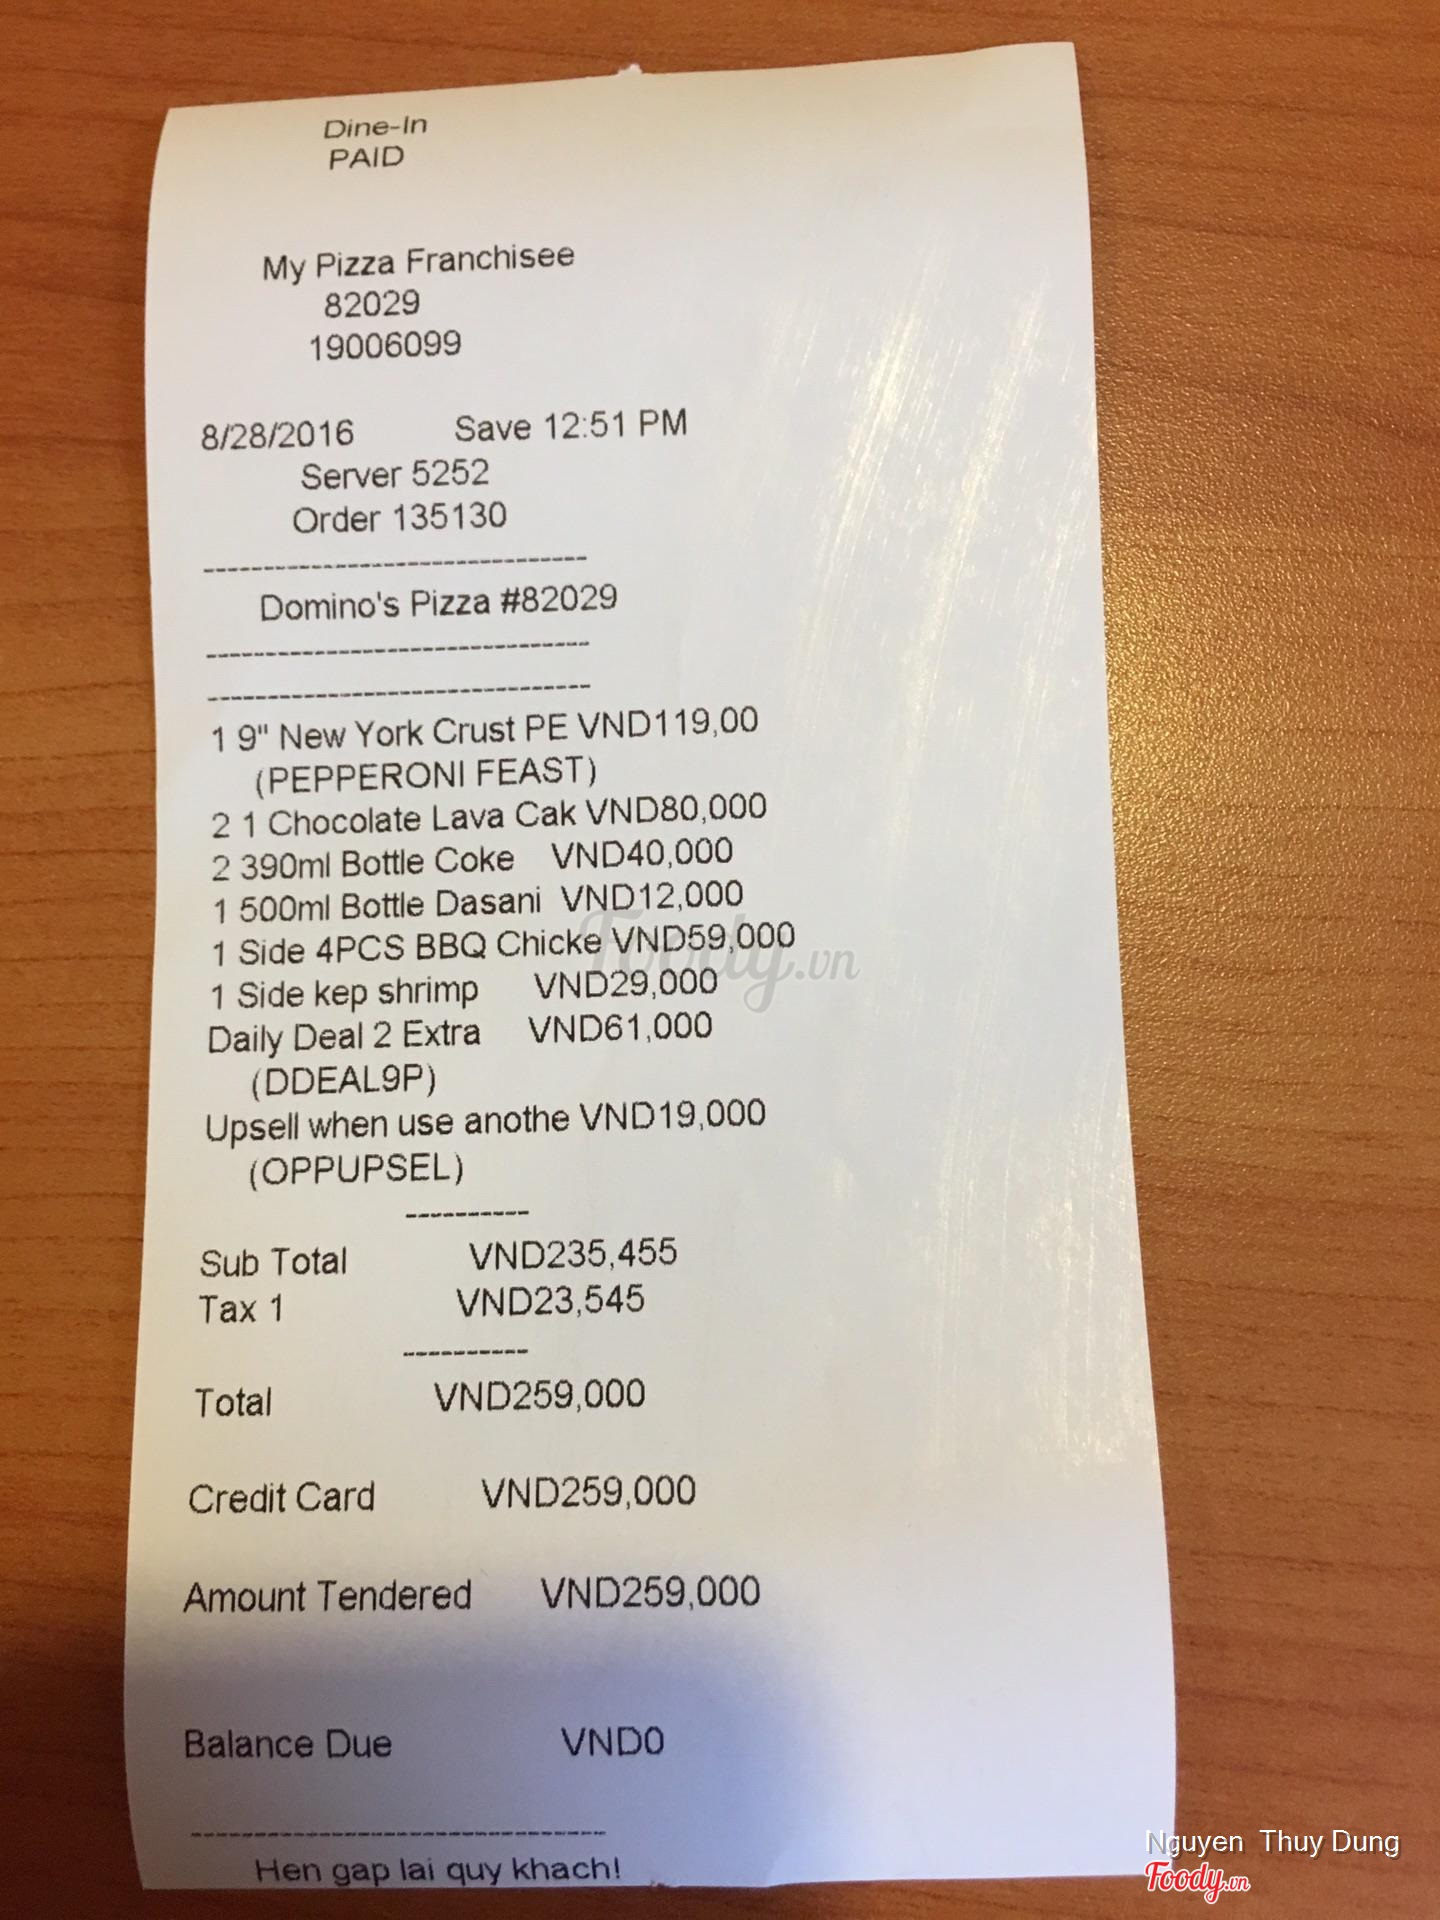 Dine-In
PAID
My Pizza Franchisee
82029
19006099
8/28/2016 Save 12:51 PM
Server 5252
Order 135130
--------------------------------
Domino's Pizza #82029
--------------------------------
--------------------------------
1 9" New York Crust PE VND119,00
(PEPPERONI FEAST)
2 1 Chocolate Lava Cak VND80,000
2 390ml Bottle Coke VND40,000
1 500ml Bottle Dasani VND12,000
1 Side 4PCS BBQ Chicke VND59,000
1 Side kep shrimp VND29,000
Daily Deal 2 Extra VND61,000
(DDEAL9P)
Upsell when use anothe VND19,000
(OPPUPSEL)
----------
Sub Total VND235,455
Tax 1 VND23,545
----------
Total VND259,000
Credit Card VND259,000
Amount Tendered VND259,000
Balance Due VND0
--------------------------------
Hen gap lai quy khach!
Foody.vn
Nguyen Thuy Dung
Foody.vn